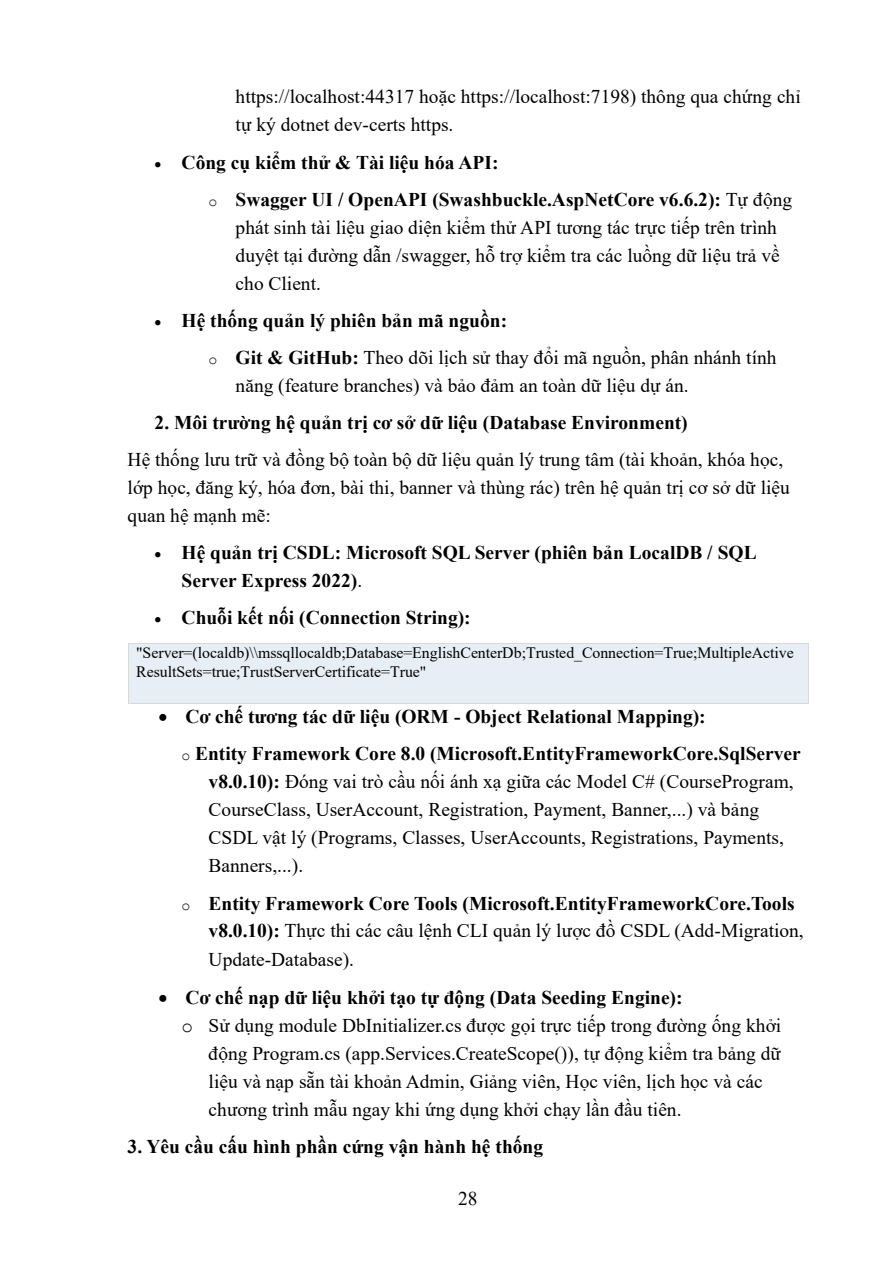 https://localhost:44317 hoặc https://localhost:7198) thông qua chứng chỉ
tự ký dotnet dev-certs https.
• Công cụ kiểm thử & Tài liệu hóa API:
o Swagger UI / OpenAPI (Swashbuckle.AspNetCore v6.6.2): Tự động
phát sinh tài liệu giao diện kiểm thử API tương tác trực tiếp trên trình
duyệt tại đường dẫn /swagger, hỗ trợ kiểm tra các luồng dữ liệu trả về
cho Client.
• Hệ thống quản lý phiên bản mã nguồn:
o Git & GitHub: Theo dõi lịch sử thay đổi mã nguồn, phân nhánh tính
năng (feature branches) và bảo đảm an toàn dữ liệu dự án.
2. Môi trường hệ quản trị cơ sở dữ liệu (Database Environment)
Hệ thống lưu trữ và đồng bộ toàn bộ dữ liệu quản lý trung tâm (tài khoản, khóa học,
lớp học, đăng ký, hóa đơn, bài thi, banner và thùng rác) trên hệ quản trị cơ sở dữ liệu
quan hệ mạnh mẽ:
• Hệ quản trị CSDL: Microsoft SQL Server (phiên bản LocalDB / SQL
Server Express 2022).
• Chuỗi kết nối (Connection String):
"Server=(localdb)\\mssqllocaldb;Database=EnglishCenterDb;Trusted_Connection=True;MultipleActive
ResultSets=true;TrustServerCertificate=True"
• Cơ chế tương tác dữ liệu (ORM - Object Relational Mapping):
o Entity Framework Core 8.0 (Microsoft.EntityFrameworkCore.SqlServer
v8.0.10): Đóng vai trò cầu nối ánh xạ giữa các Model C# (CourseProgram,
CourseClass, UserAccount, Registration, Payment, Banner,...) và bảng
CSDL vật lý (Programs, Classes, UserAccounts, Registrations, Payments,
Banners,...).
o Entity Framework Core Tools (Microsoft.EntityFrameworkCore.Tools
v8.0.10): Thực thi các câu lệnh CLI quản lý lược đồ CSDL (Add-Migration,
Update-Database).
• Cơ chế nạp dữ liệu khởi tạo tự động (Data Seeding Engine):
o Sử dụng module DbInitializer.cs được gọi trực tiếp trong đường ống khởi
động Program.cs (app.Services.CreateScope()), tự động kiểm tra bảng dữ
liệu và nạp sẵn tài khoản Admin, Giảng viên, Học viên, lịch học và các
chương trình mẫu ngay khi ứng dụng khởi chạy lần đầu tiên.
3. Yêu cầu cấu hình phần cứng vận hành hệ thống
28